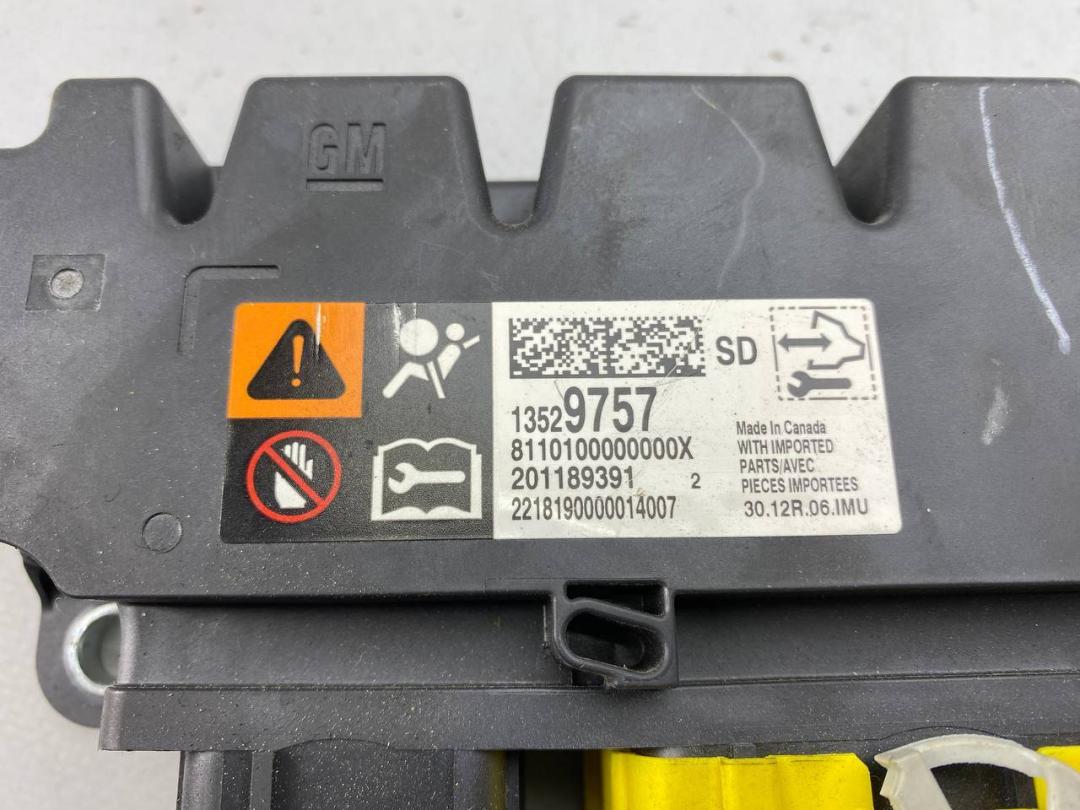 GM
SD
13529757
8110100000000X
201189391 2
2218190000014007
Made In Canada
WITH IMPORTED
PARTS/AVEC
PIECES IMPORTEES
30.12R.06.IMU